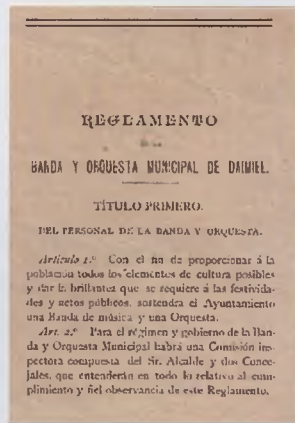 REGLAMENTO
DE LA
BANDA Y ORQUESTA MUNICIPAL DE DAIMIEL.
TÍTULO PRIMERO.
DEL PERSONAL DE LA BANDA Y ORQUESTA.
Artículo 1.º Con el fin de proporcionar á la
población todos los elementos de cultura posibles
y dar la brillantez que se requiere á las festivida-
des y actos públicos, sostendrá el Ayuntamiento
una Banda de música y una Orquesta.
Art. 2.º Para el régimen y gobierno de la Ban-
da y Orquesta Municipal habrá una Comisión ins-
pectora compuesta del Sr. Alcalde y dos Conce-
jales, que entenderán en todo lo relativo al cum-
plimiento y fiel observancia de este Reglamento.